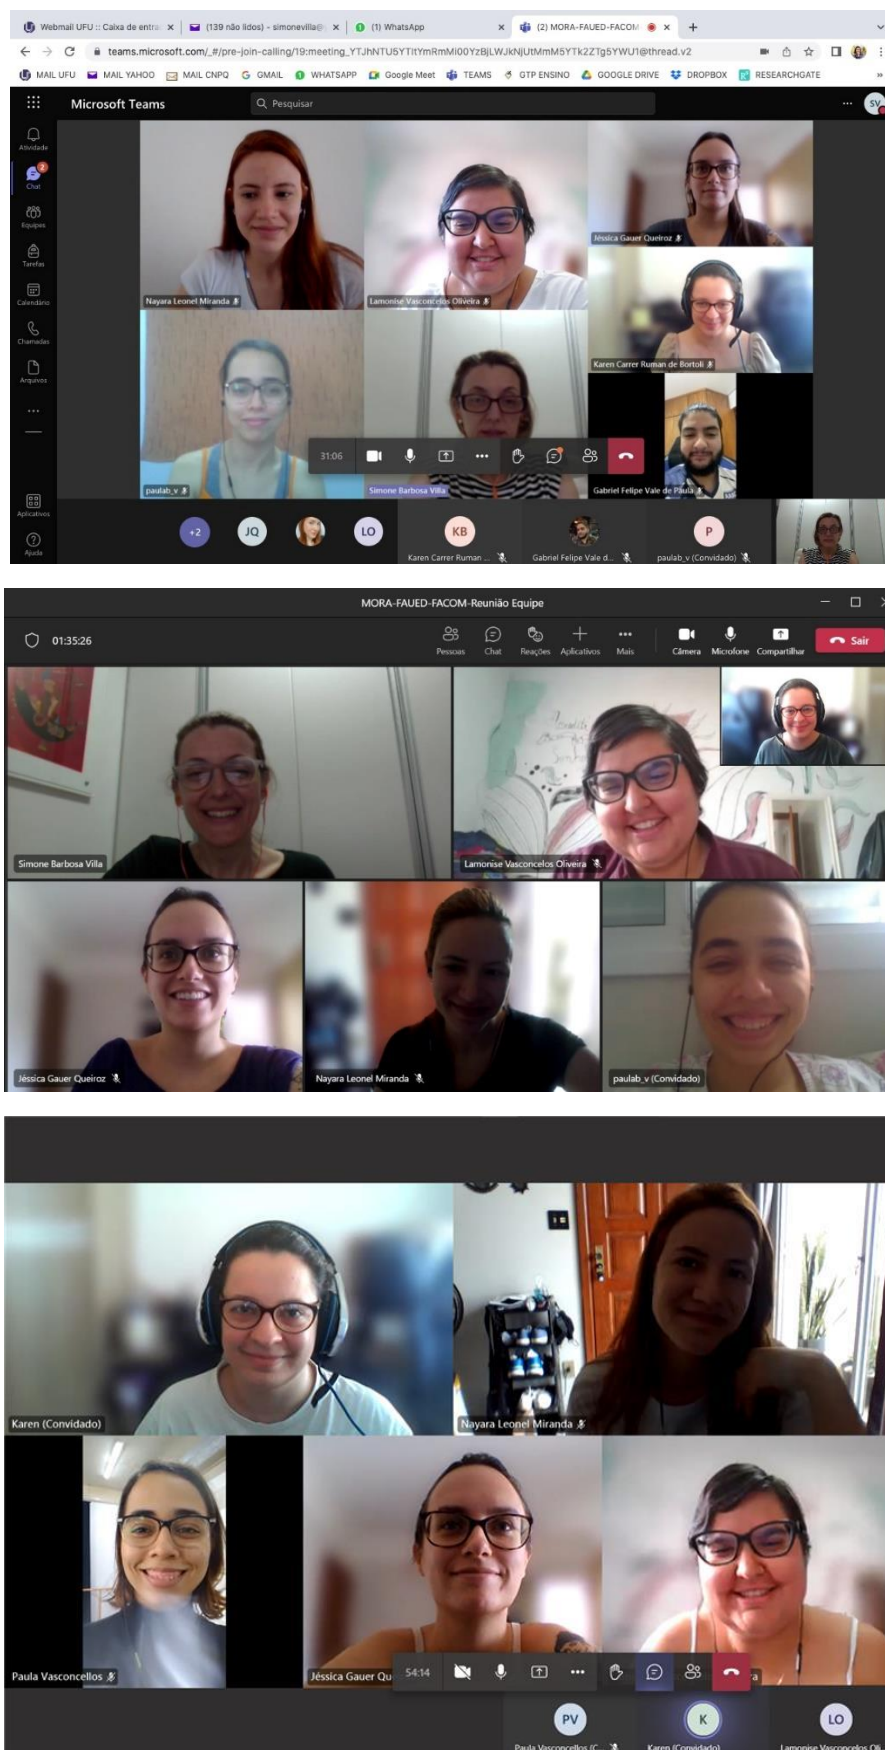 Webmail UFU :: Caixa de entra
(139 não lidos) - simonevilla@
(1) WhatsApp
(2) MORA-FAUED-FACOM
teams.microsoft.com/_#/pre-join-calling/19:meeting_YTJhNTU5YTItYmRmMi00YzBjLWJkNjUtMmM5YTk2ZTg5YWU1@thread.v2
MAIL UFU
MAIL YAHOO
MAIL CNPQ
GMAIL
WHATSAPP
Google Meet
TEAMS
GTP ENSINO
GOOGLE DRIVE
DROPBOX
RESEARCHGATE
Microsoft Teams
Pesquisar
SV
Atividade
2
Chat
Equipes
Tarefas
Calendário
Chamadas
Arquivos
Aplicativos
Ajuda
Nayara Leonel Miranda
Lamonise Vasconcelos Oliveira
Jéssica Gauer Queiroz
Karen Carrer Ruman de Bortoli
paulab_v
Simone Barbosa Villa
Gabriel Felipe Vale de Paula
31:06
+2
JQ
LO
KB
P
Karen Carrer Ruman ...
Gabriel Felipe Vale d...
paulab_v (Convidado)
MORA-FAUED-FACOM-Reunião Equipe
01:35:26
Pessoas
Chat
Reações
Aplicativos
Mais
Câmera
Microfone
Compartilhar
Sair
Simone Barbosa Villa
Lamonise Vasconcelos Oliveira
Jéssica Gauer Queiroz
Nayara Leonel Miranda
paulab_v (Convidado)
Karen (Convidado)
Nayara Leonel Miranda
Paula Vasconcellos
Jéssica Gauer Qu
54:14
a
PV
K
LO
Paula Vasconcellos (C...
Karen (Convidado)
Lamonise Vasconcelos Oli